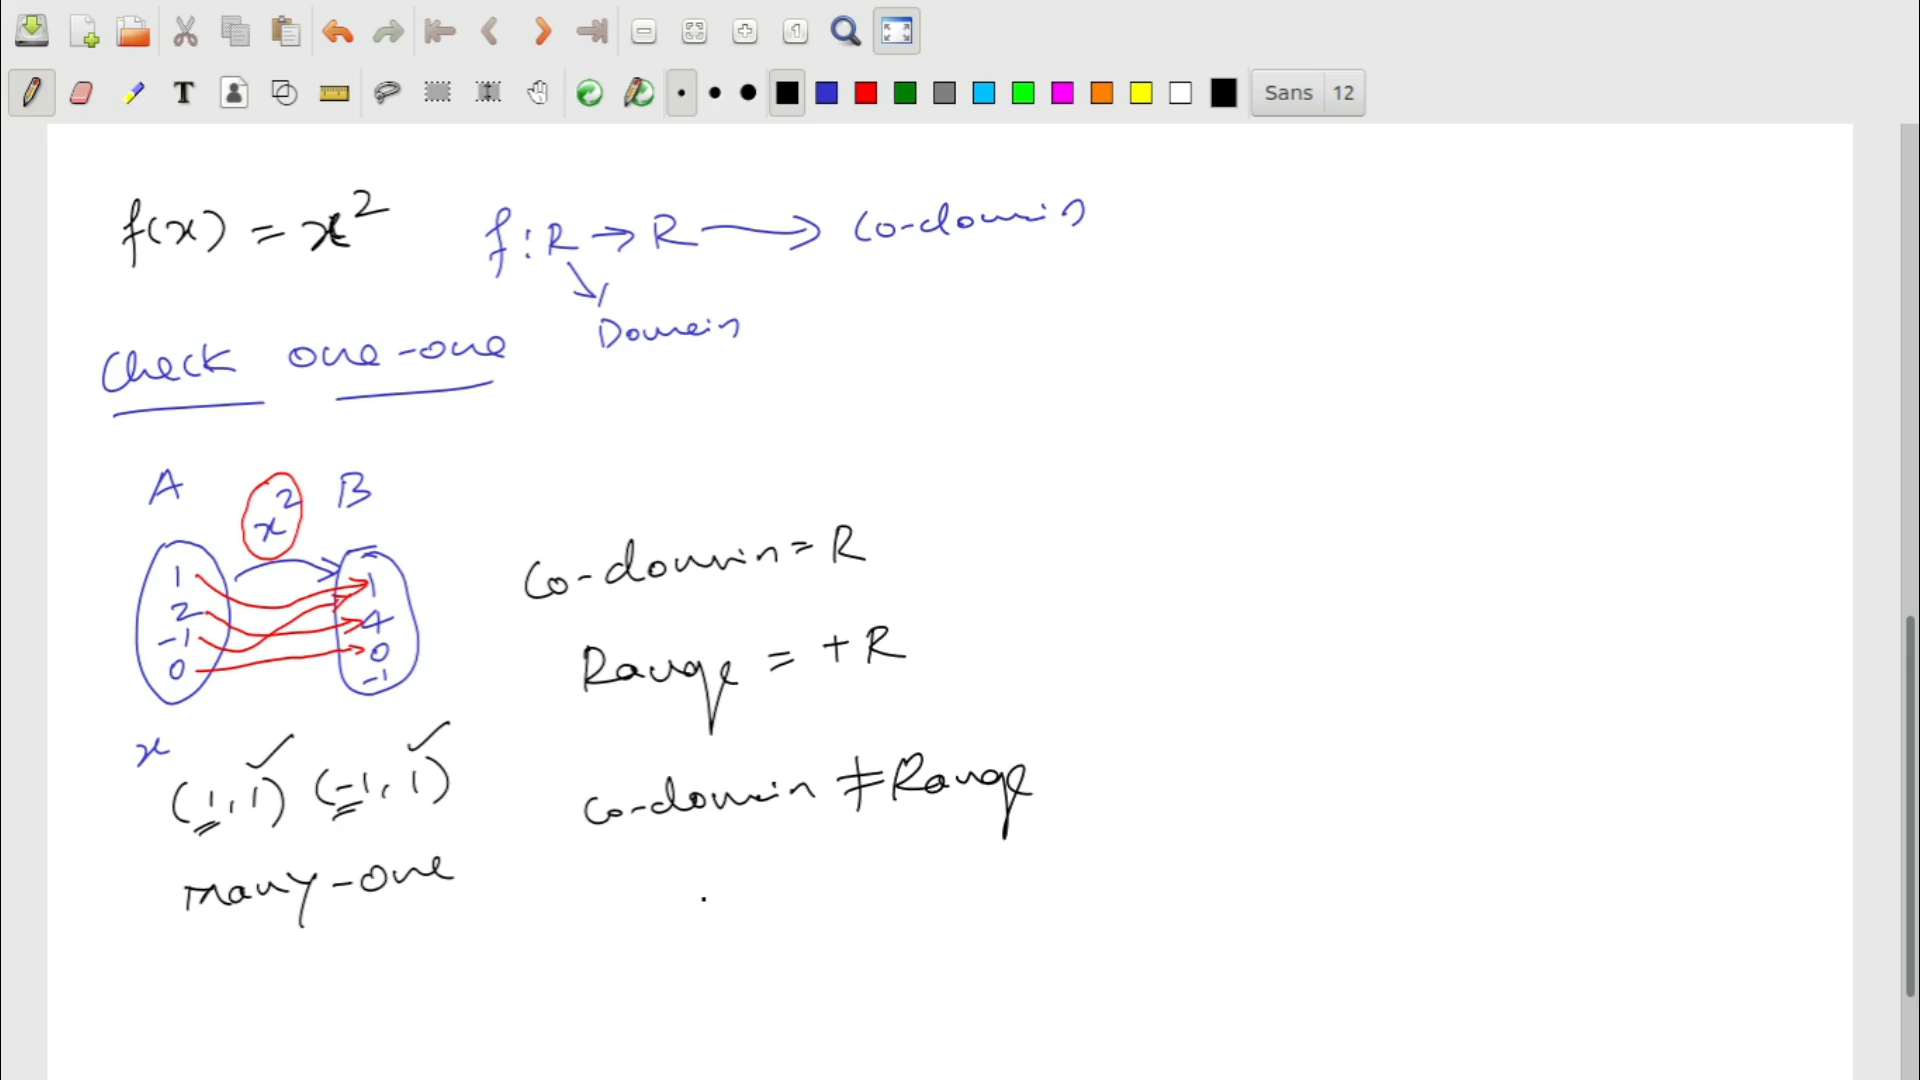 Sans 12
f(x) = x²
f: R → R → Co-domain
Domain
Check one-one
A x² B
1 1
2 4
-1 0
0 -1
x
Co-domain = R
Range = +R
(1, 1) (-1, 1)
Co-domain ≠ Range
many-one